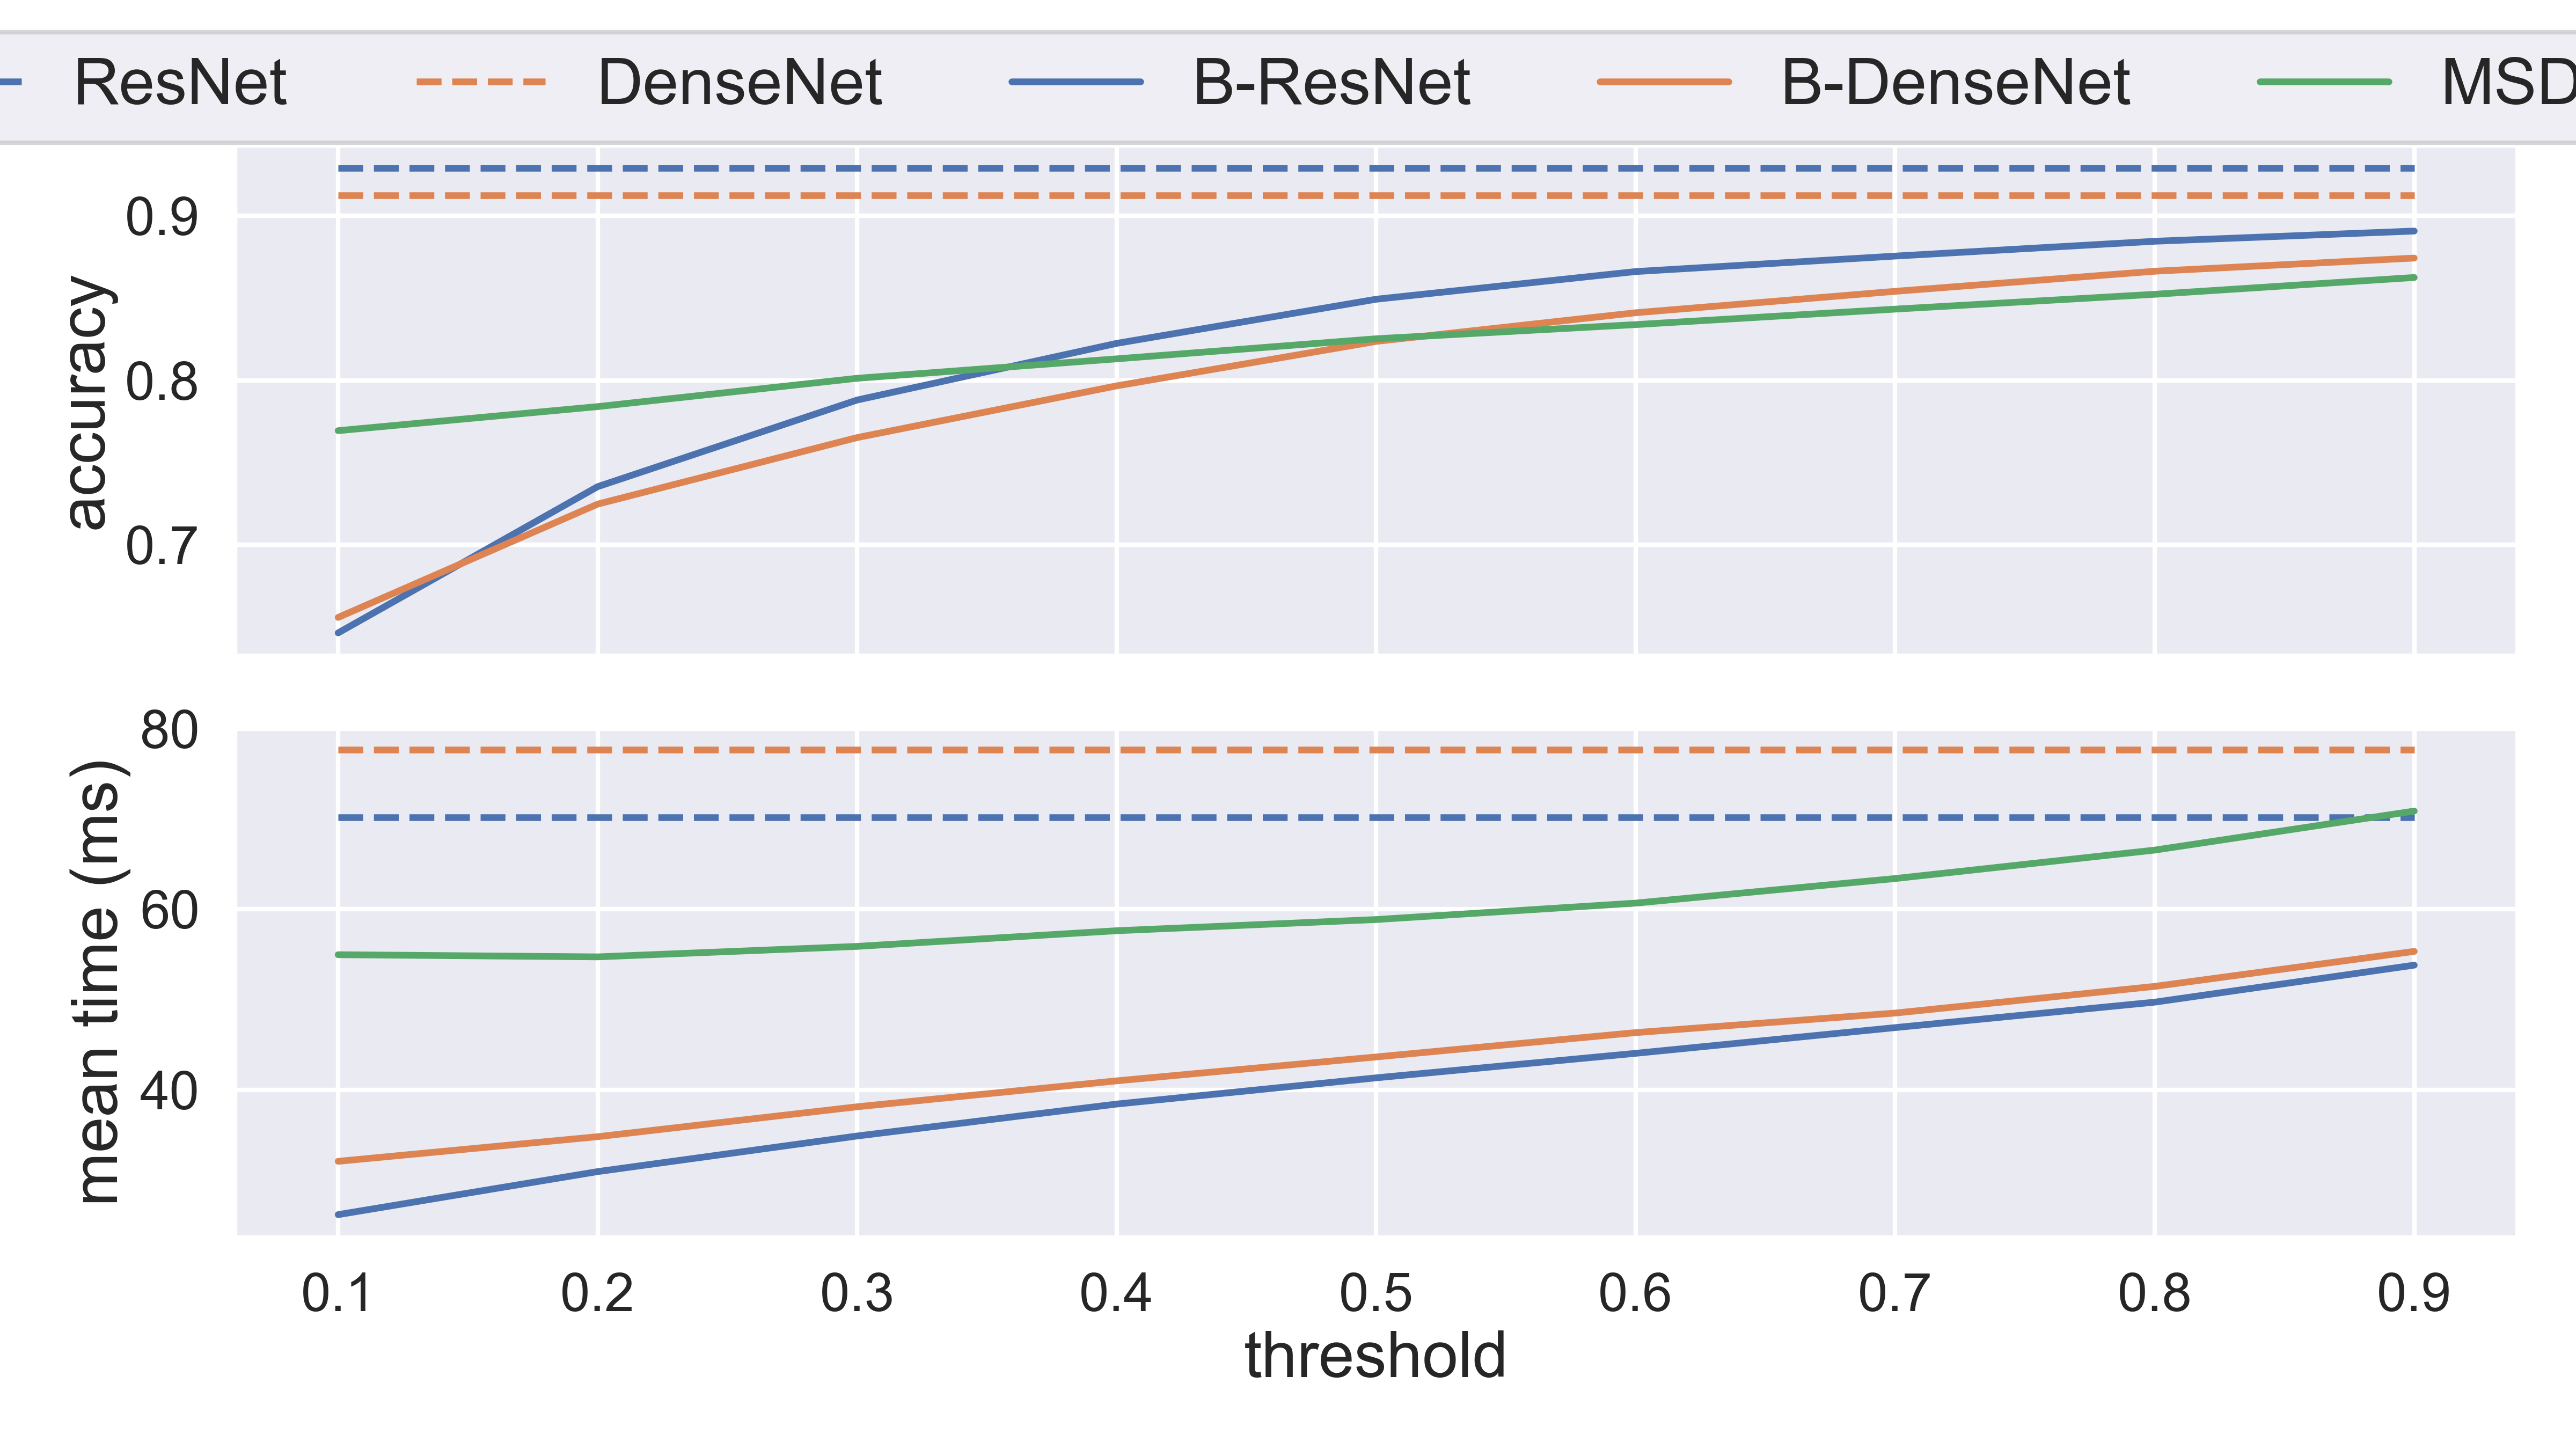 ResNet DenseNet B-ResNet B-DenseNet MSD
accuracy
0.9
0.8
0.7
mean time (ms)
80
60
40
0.1 0.2 0.3 0.4 0.5 0.6 0.7 0.8 0.9
threshold